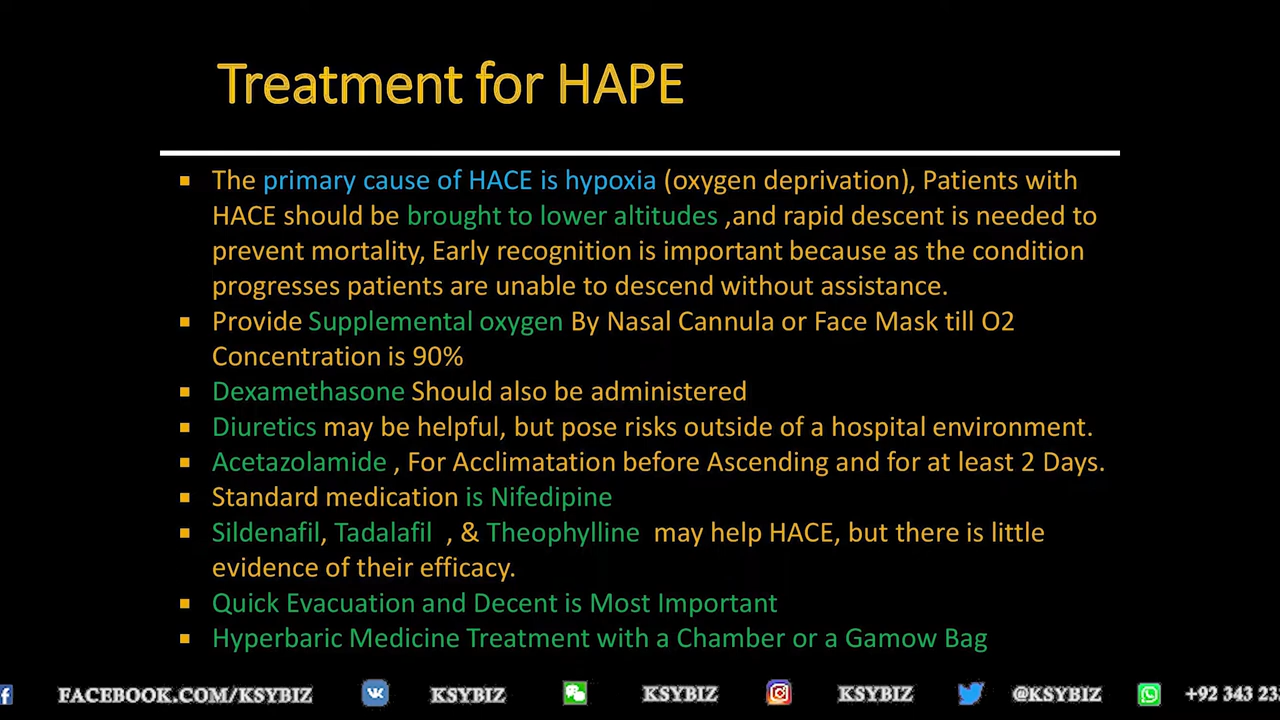 Treatment for HAPE
The primary cause of HACE is hypoxia (oxygen deprivation), Patients with
HACE should be brought to lower altitudes ,and rapid descent is needed to
prevent mortality, Early recognition is important because as the condition
progresses patients are unable to descend without assistance.
Provide Supplemental oxygen By Nasal Cannula or Face Mask till O2
Concentration is 90%
Dexamethasone Should also be administered
Diuretics may be helpful, but pose risks outside of a hospital environment.
Acetazolamide , For Acclimatation before Ascending and for at least 2 Days.
Standard medication is Nifedipine
Sildenafil, Tadalafil , & Theophylline may help HACE, but there is little
evidence of their efficacy.
Quick Evacuation and Decent is Most Important
Hyperbaric Medicine Treatment with a Chamber or a Gamow Bag
FACEBOOK.COM/KSYBIZ KSYBIZ KSYBIZ KSYBIZ @KSYBIZ +92 343 23